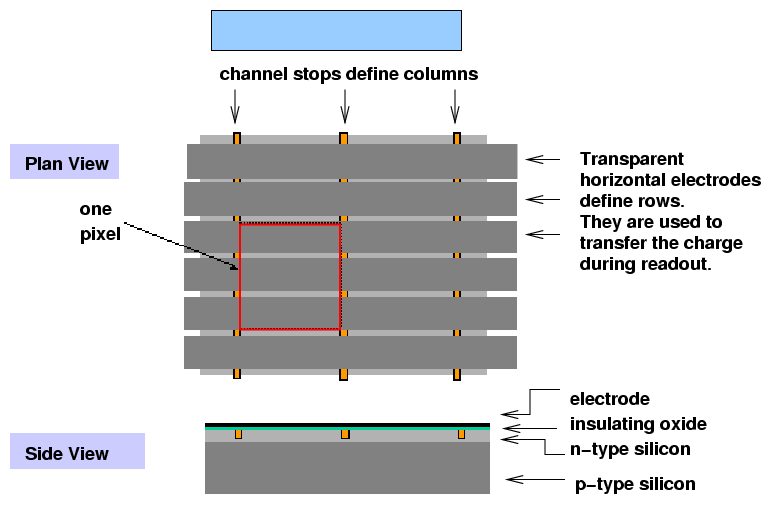 channel stops define columns
Plan View
one
pixel
Transparent
horizontal electrodes
define rows.
They are used to
transfer the charge
during readout.
Side View
electrode
insulating oxide
n−type silicon
p−type silicon